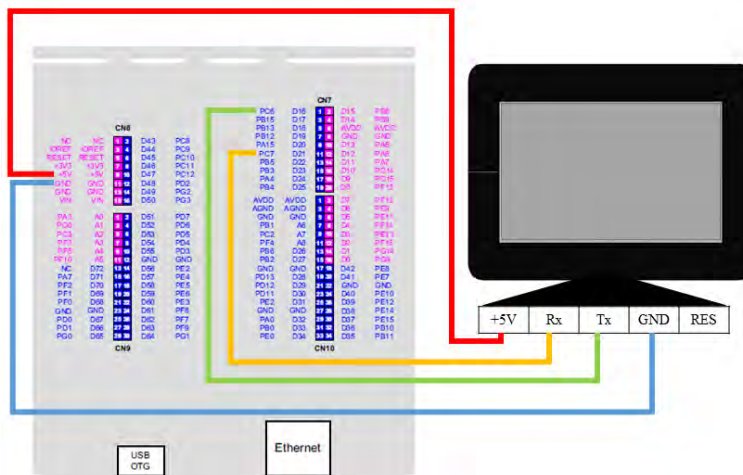 CN8
NC NC 1 2 D43 PC8
IOREF IOREF 3 4 D44 PC9
RESET RESET 5 6 D45 PC10
+3V3 +3V3 7 8 D46 PC11
+5V +5V 9 10 D47 PC12
GND GND 11 12 D48 PD2
GND GND 13 14 D49 PG2
VIN VIN 15 16 D50 PG3
PA3 A0 1 2 D51 PD7
PC0 A1 3 4 D52 PD6
PC3 A2 5 6 D53 PD5
PF3 A3 7 8 D54 PD4
PF5 A4 9 10 D55 PD3
PF10 A5 11 12 GND GND
NC D72 13 14 D56 PE2
PA7 D71 15 16 D57 PE4
PF2 D70 17 18 D58 PE5
PF1 D69 19 20 D59 PE6
PF0 D68 21 22 D60 PE3
GND GND 23 24 D61 PF8
PD0 D67 25 26 D62 PF7
PD1 D66 27 28 D63 PF9
PG0 D65 29 30 D64 PG1
CN9
CN7
PC6 D16 1 2 D15 PB8
PB15 D17 3 4 D14 PB9
PB13 D18 5 6 AVDD AVDD
PB12 D19 7 8 GND GND
PA15 D20 9 10 D13 PA5
PC7 D21 11 12 D12 PA6
PB5 D22 13 14 D11 PA7
PB3 D23 15 16 D10 PD14
PA4 D24 17 18 D9 PD15
PB4 D25 19 20 D8 PF12
AVDD AVDD 1 2 D7 PF13
AGND AGND 3 4 D6 PE9
GND GND 5 6 D5 PE11
PB1 A6 7 8 D4 PF14
PC2 A7 9 10 D3 PE13
PF4 A8 11 12 D2 PF15
PB6 D26 13 14 D1 PG14
PB2 D27 15 16 D0 PG9
GND GND 17 18 D42 PE8
PD13 D28 19 20 D41 PE7
PD12 D29 21 22 GND GND
PD11 D30 23 24 D40 PE10
PE2 D31 25 26 D39 PE12
GND GND 27 28 D38 PE14
PA0 D32 29 30 D37 PE15
PB0 D33 31 32 D36 PB10
PE0 D34 33 34 D35 PB11
CN10
+5V Rx Tx GND RES
USB
OTG
Ethernet